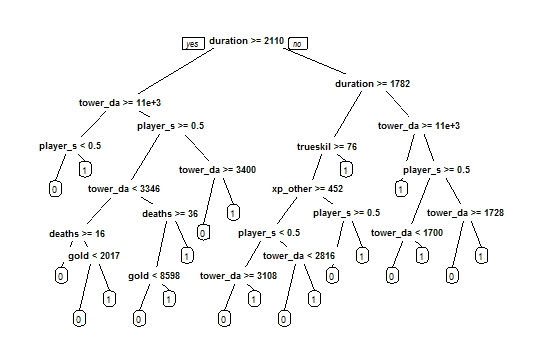 yes duration >= 2110 no
duration >= 1782
tower_da >= 11e+3
player_s >= 0.5 tower_da >= 11e+3
player_s < 0.5 trueskil >= 76
1 tower_da >= 3400 1 player_s >= 0.5
0 tower_da < 3346 xp_other >= 452 1
deaths >= 36 1 player_s >= 0.5 tower_da >= 1728
deaths >= 16 0 player_s < 0.5 tower_da < 1700
gold < 2017 1 tower_da < 2816 1 1 1
0 gold < 8598 tower_da >= 3108 0 0 0
1 1 1 1
0 0 0 0